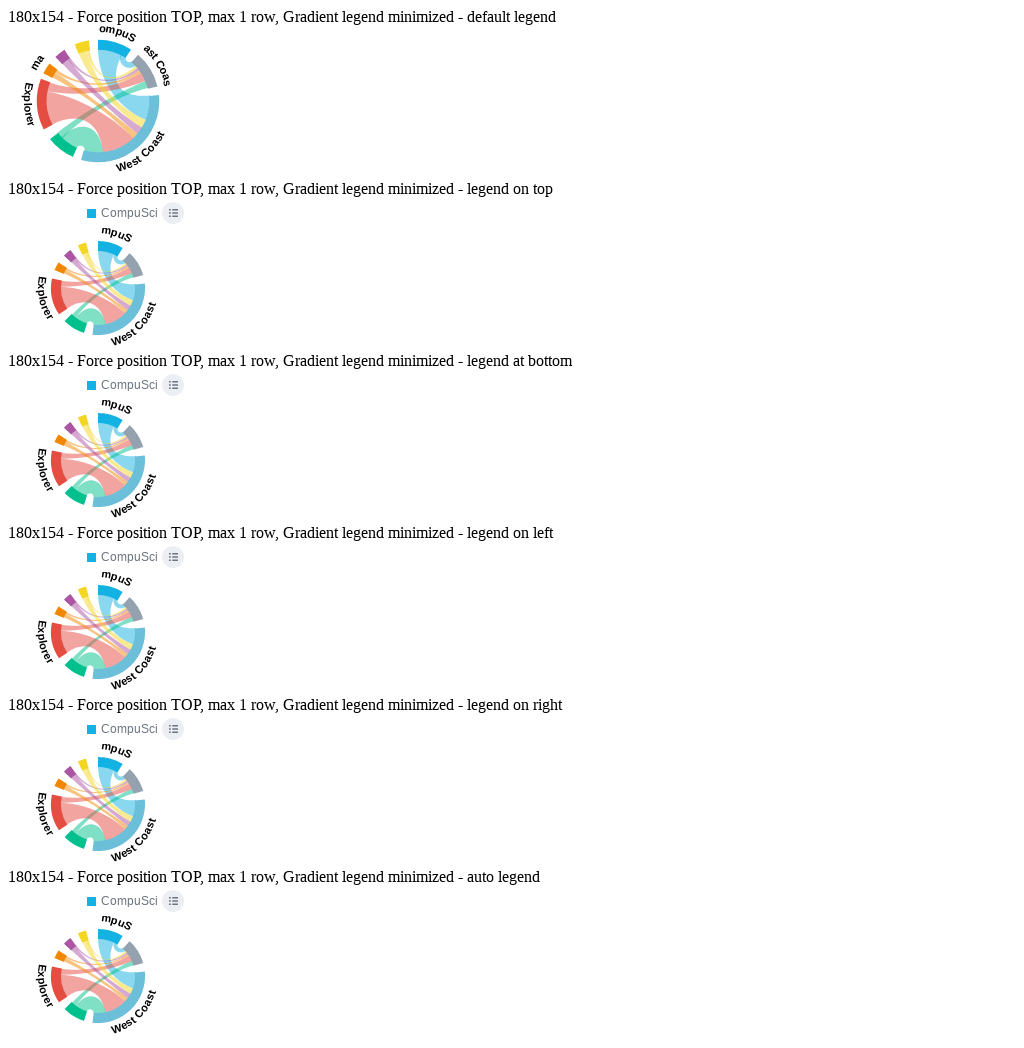 180x154 - Force position TOP, max 1 row, Gradient legend minimized - default legend
ompuS
ast Coas
ma
Explorer
West Coast
180x154 - Force position TOP, max 1 row, Gradient legend minimized - legend on top
CompuSci
mpuS
Explorer
West Coast
180x154 - Force position TOP, max 1 row, Gradient legend minimized - legend at bottom
CompuSci
mpuS
Explorer
West Coast
180x154 - Force position TOP, max 1 row, Gradient legend minimized - legend on left
CompuSci
mpuS
Explorer
West Coast
180x154 - Force position TOP, max 1 row, Gradient legend minimized - legend on right
CompuSci
mpuS
Explorer
West Coast
180x154 - Force position TOP, max 1 row, Gradient legend minimized - auto legend
CompuSci
mpuS
Explorer
West Coast